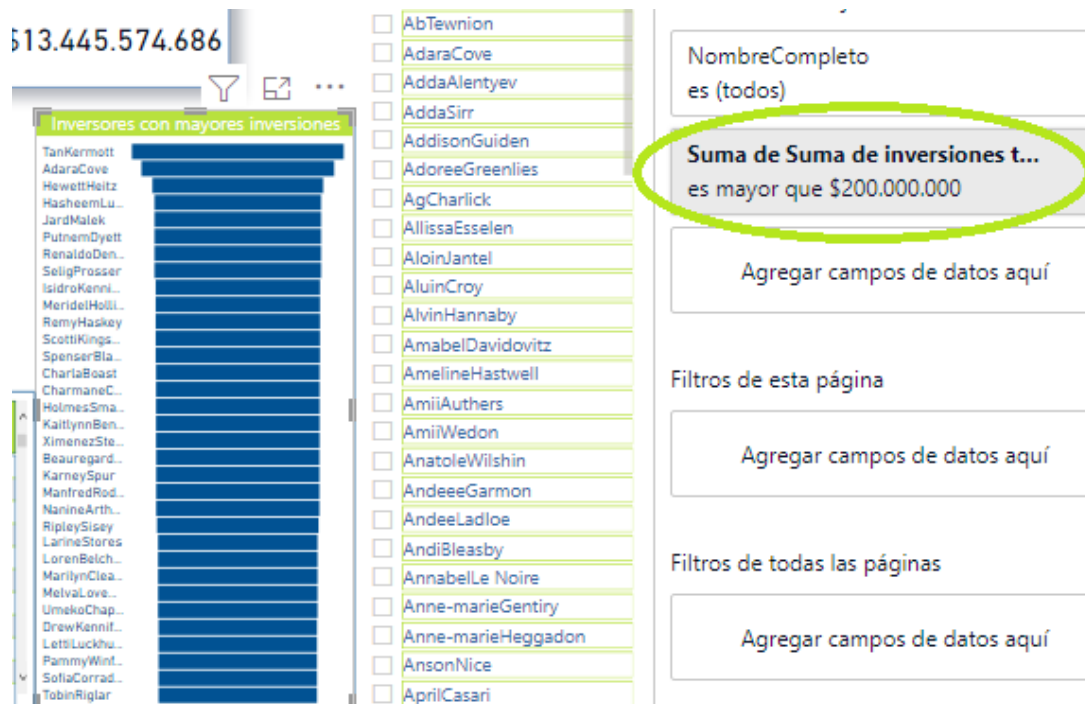 $13.445.574.686
Inversores con mayores inversiones
TanKermott
AdaraCove
HewettHeitz
HasheemLu...
JardMalek
PutnemDyett
RenaldoDen...
SeligProsser
IsidroKenni...
MeridelHolli...
RemyHaskey
ScottiKings...
SpenserBla...
CharlaBoast
CharmaneC...
HolmesSma...
KaitlynnBen...
XimenezSte...
Beauregard...
KarneySpur
ManfredRod...
NanineArth...
RipleySisey
LarineStores
LorenBelch...
MarilynClea...
MelvaLove...
UmekoChap...
DrewKennif...
LettiLuckhu...
PammyWinf...
SofiaCorrad...
TobinRiglar
AbTewnion
AdaraCove
AddaAlentyev
AddaSirr
AddisonGuiden
AdoreeGreenlies
AgCharlick
AllissaEsselen
AloinJantel
AluinCroy
AlvinHannaby
AmabelDavidovitz
AmelineHastwell
AmiiAuthers
AmiiWedon
AnatoleWilshin
AndeeeGarmon
AndeeLadloe
AndiBleasby
AnnabelLe Noire
Anne-marieGentiry
Anne-marieHeggadon
AnsonNice
AprilCasari
NombreCompleto
es (todos)
Suma de Suma de inversiones t...
es mayor que $200.000.000
Agregar campos de datos aquí
Filtros de esta página
Agregar campos de datos aquí
Filtros de todas las páginas
Agregar campos de datos aquí